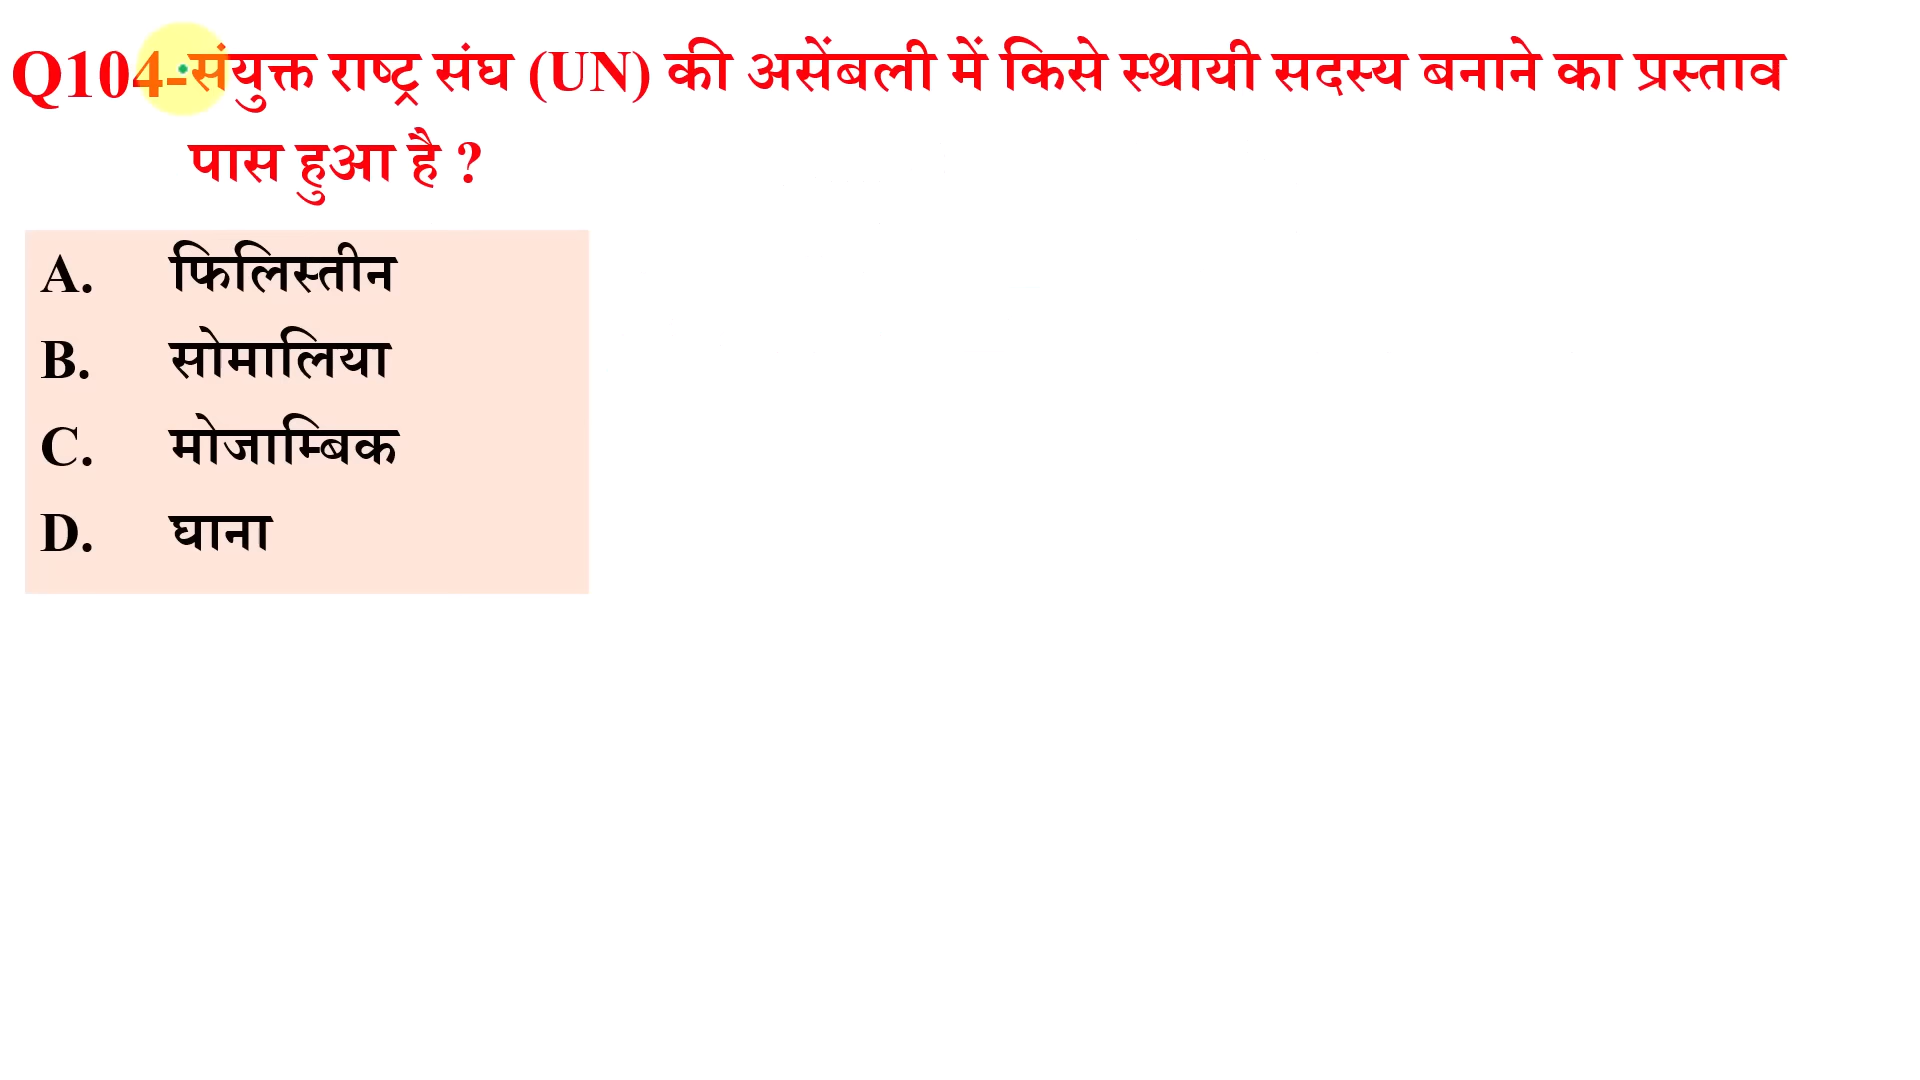 Q104-संयुक्त राष्ट्र संघ (UN) की असेंबली में किसे स्थायी सदस्य बनाने का प्रस्ताव
पास हुआ है ?
A. फिलिस्तीन
B. सोमालिया
C. मोजाम्बिक
D. घाना